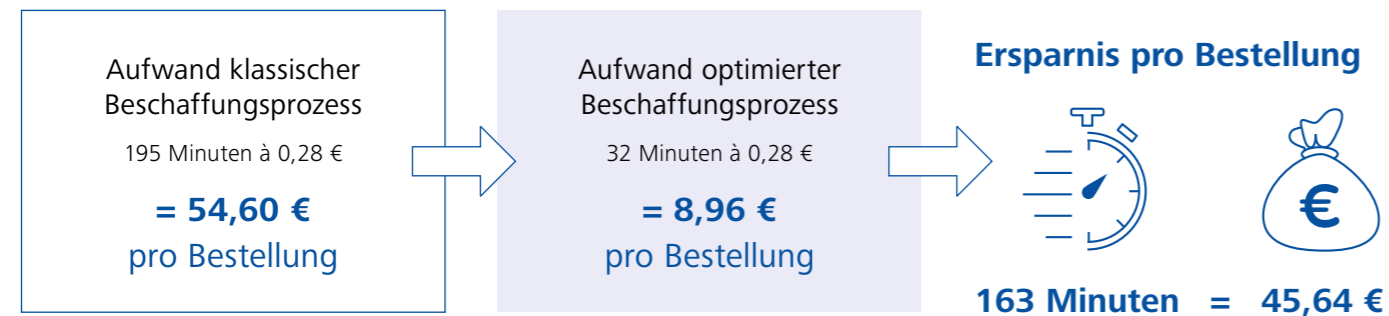 Aufwand klassischer
Beschaffungsprozess
195 Minuten à 0,28 €
= 54,60 €
pro Bestellung
Aufwand optimierter
Beschaffungsprozess
32 Minuten à 0,28 €
= 8,96 €
pro Bestellung
Ersparnis pro Bestellung
€
163 Minuten = 45,64 €